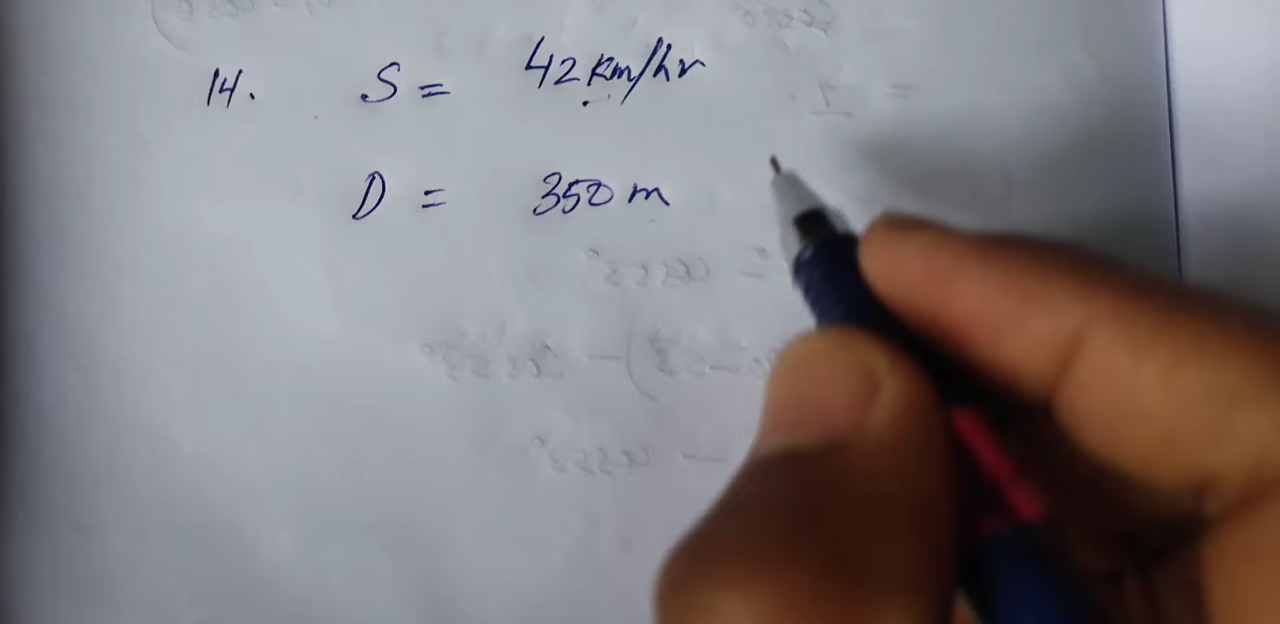 14. S = 42 km/hr
D = 350 m